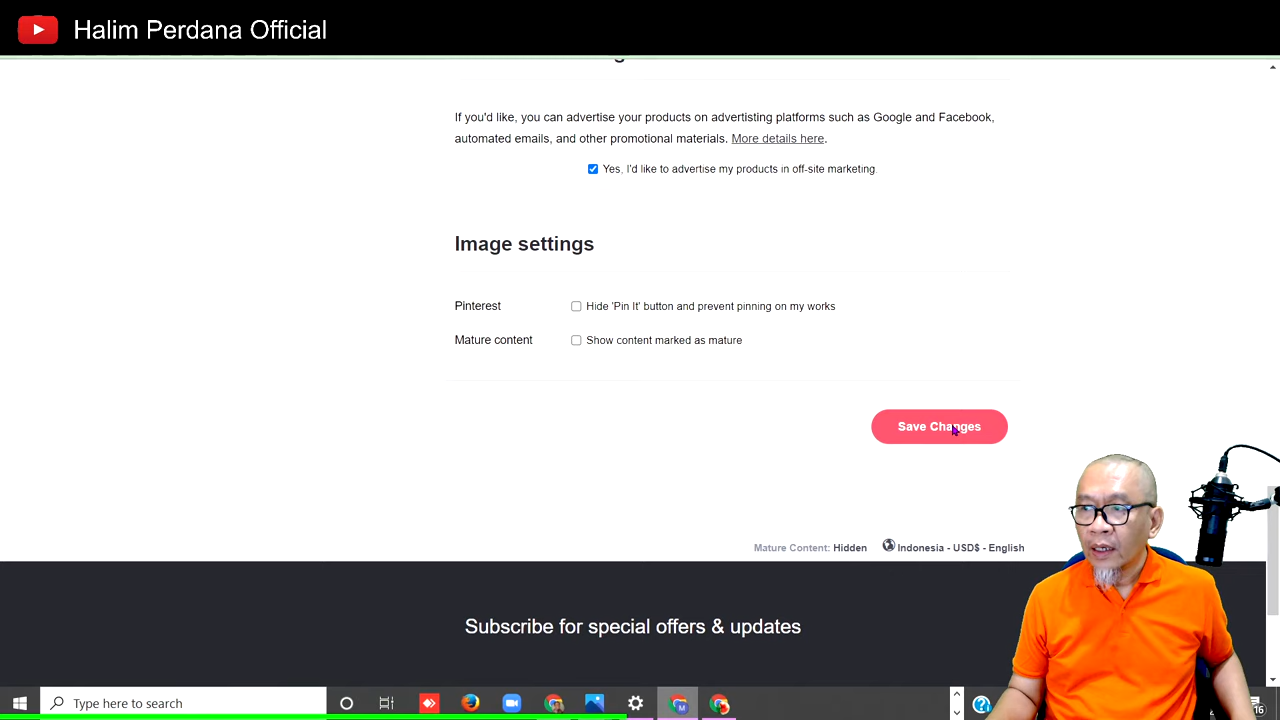 Halim Perdana Official
If you'd like, you can advertise your products on advertisting platforms such as Google and Facebook,
automated emails, and other promotional materials. More details here.
Yes, I'd like to advertise my products in off-site marketing.
Image settings
Pinterest
Hide 'Pin It' button and prevent pinning on my works
Mature content
Show content marked as mature
Save Changes
Mature Content: Hidden
Indonesia - USD$ - English
Subscribe for special offers & updates
Type here to search